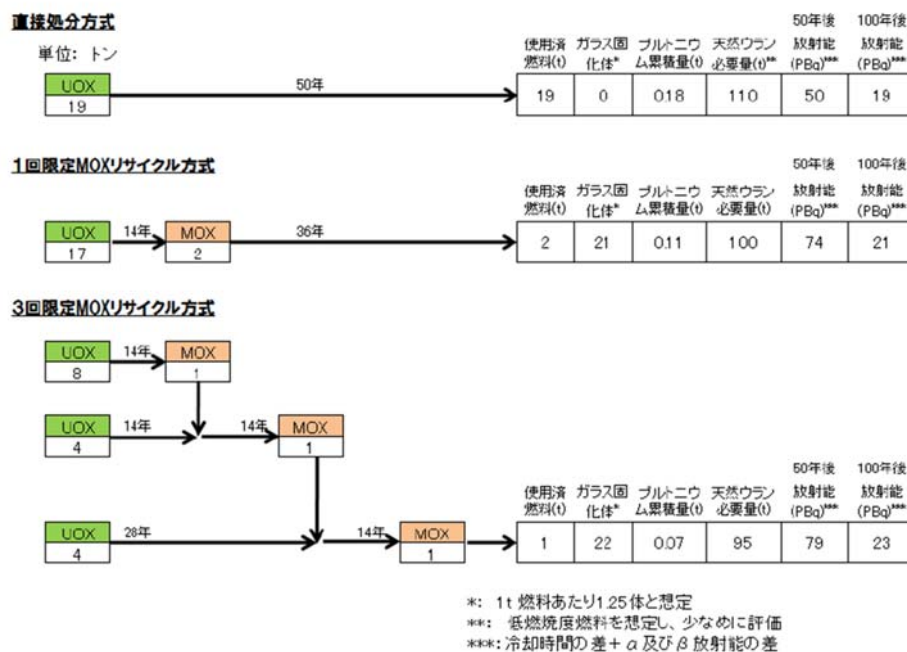 直接処分方式
単位: トン
50年後 100年後
使用済 ガラス固 プルトニウ 天然ウラン 放射能 放射能
燃料(t) 化体* ム累積量(t) 必要量(t)** (PBq)*** (PBq)***
UOX 50年
19
19 0 0.18 110 50 19
1回限定MOXリサイクル方式
50年後 100年後
使用済 ガラス固 プルトニウ 天然ウラン 放射能 放射能
燃料(t) 化体* ム累積量(t) 必要量(t)** (PBq)*** (PBq)***
UOX 14年 MOX 36年
17 2
2 21 0.11 100 74 21
3回限定MOXリサイクル方式
UOX 14年 MOX
8 1
UOX 14年 14年 MOX
4 1
50年後 100年後
使用済 ガラス固 プルトニウ 天然ウラン 放射能 放射能
燃料(t) 化体* ム累積量(t) 必要量(t) (PBq)*** (PBq)***
UOX 28年 14年 MOX
4 1
1 22 0.07 95 79 23
*: 1t 燃料あたり1.25体と想定
**: 低燃焼度燃料を想定し、少なめに評価
***: 冷却時間の差+α及びβ放射能の差